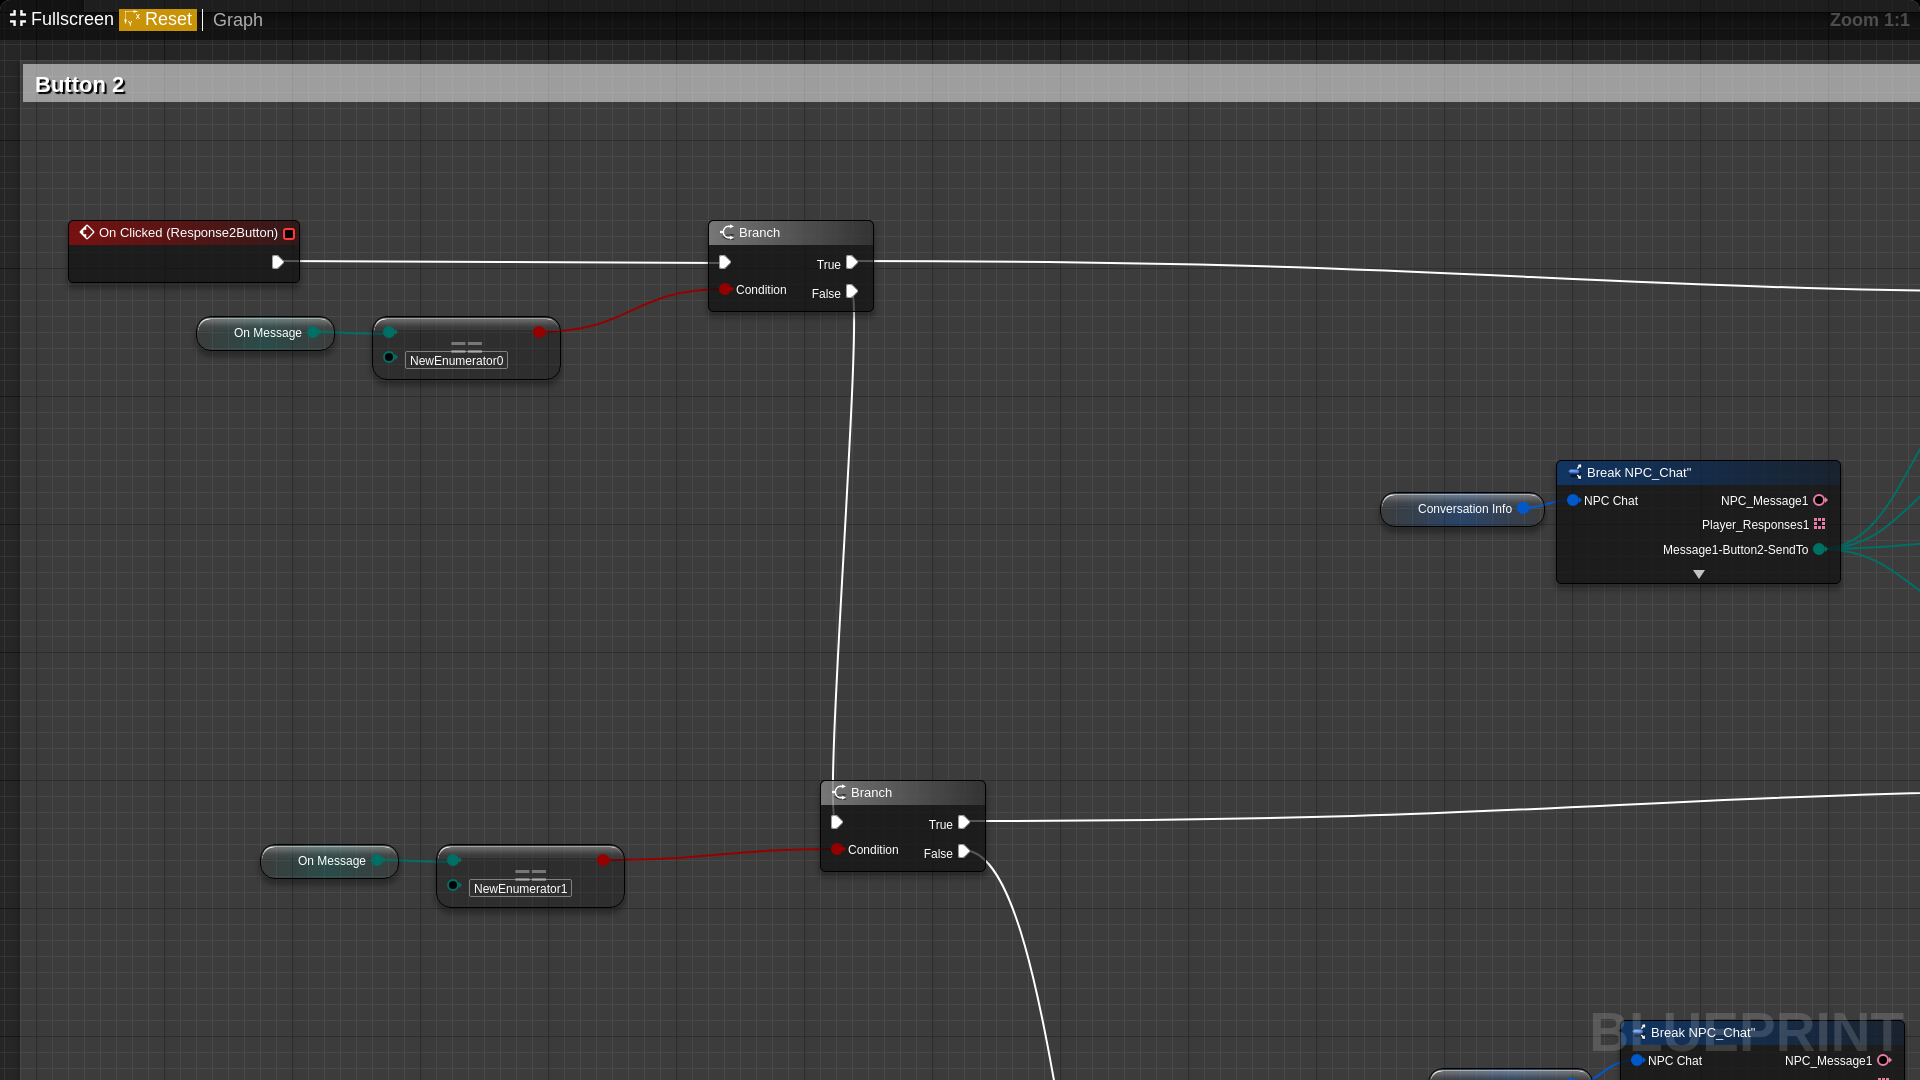 Fullscreen Reset Graph Zoom 1:1
Button 2
On Clicked (Response2Button)
Branch
True
Condition
False
On Message
==
NewEnumerator0
Break NPC_Chat"
Conversation Info
NPC Chat NPC_Message1
Player_Responses1
Message1-Button2-SendTo
Branch
True
Condition
False
On Message
==
NewEnumerator1
BLUEPRINT
Break NPC_Chat"
NPC Chat NPC_Message1